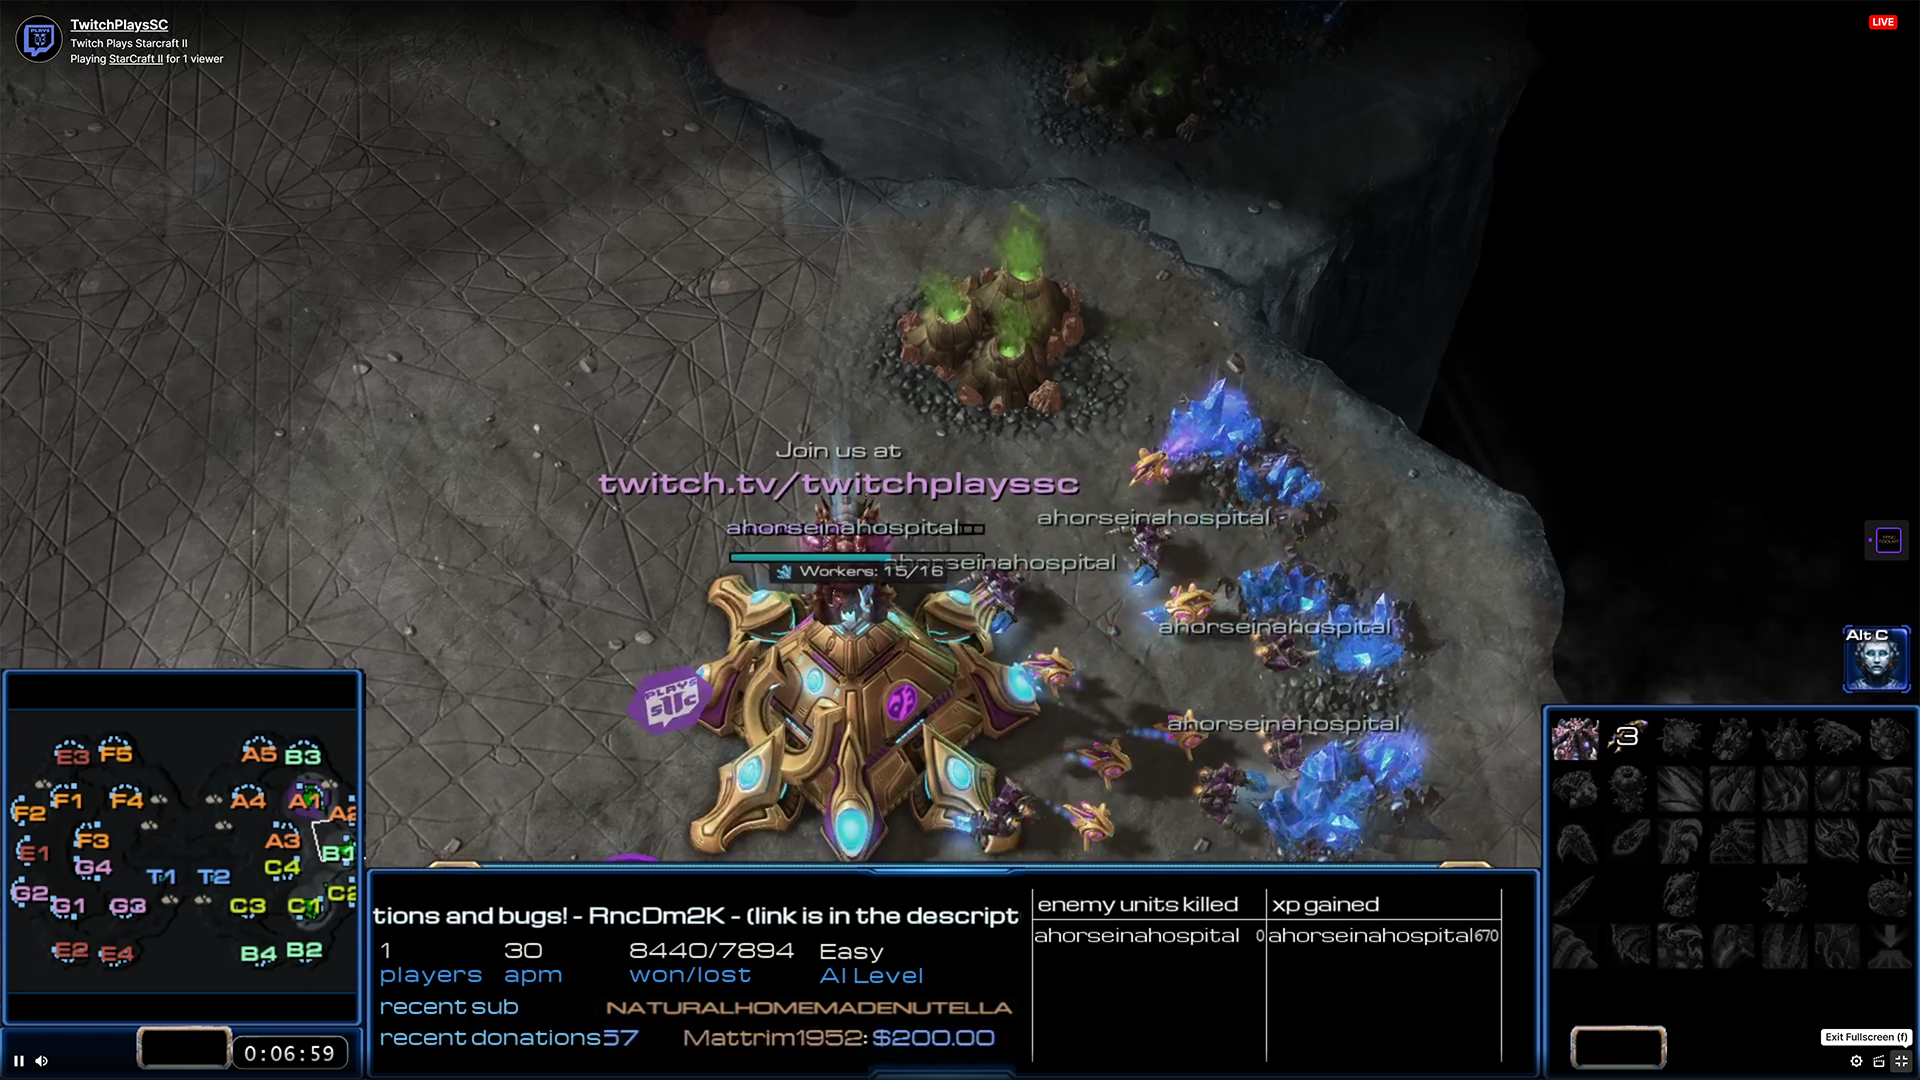 TwitchPlaysSC
Twitch Plays Starcraft II
Playing StarCraft II for 1 viewer
LIVE
Join us at
twitch.tv/twitchplayssc
ahorseinahospital
ahorseinahospital
ahorseinahospital
Workers: 15/16
ahorseinahospital
ahorseinahospital
PLAYS
Alt C
3
E3 F5 A5 B3
F2 F1 F4 A4 A1 A2
F3 A3
E1 G4 C4 B1
T1 T2
G2 G1 G3 C3 C1 C2
E2 E4 B4 B2
0:06:59
tions and bugs! - RncDm2K - (link is in the descript
1 30 8440/7894 Easy
players apm won/lost AI Level
recent sub NATURALHOMEMADENUTELLA
recent donations 57 Mattrim1952: $200.00
enemy units killed xp gained
ahorseinahospital 0 ahorseinahospital 670
Exit Fullscreen (f)